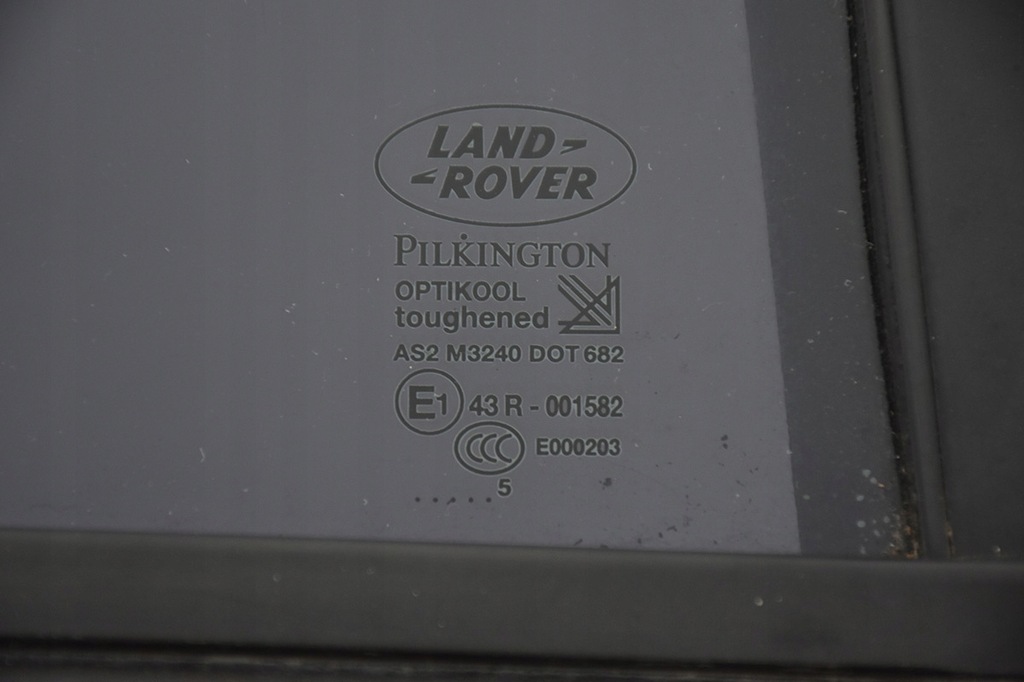 LAND
ROVER
PILKINGTON
OPTIKOOL
toughened
AS2 M3240 DOT 682
E1 43 R - 001582
CCC E000203
.....5